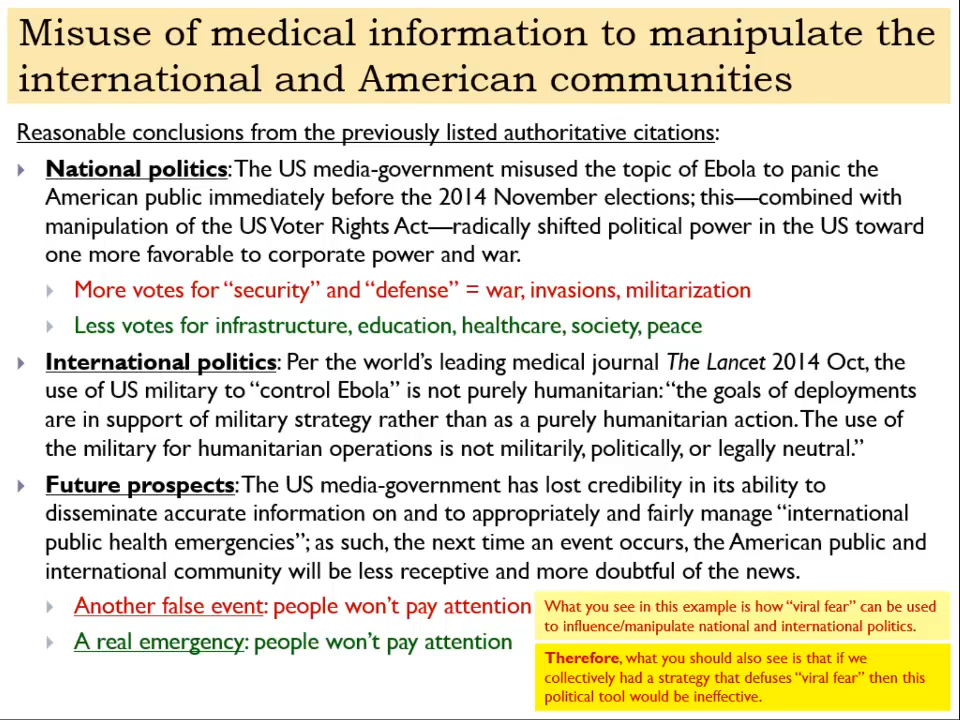 Misuse of medical information to manipulate the
international and American communities
Reasonable conclusions from the previously listed authoritative citations:
National politics: The US media-government misused the topic of Ebola to panic the
American public immediately before the 2014 November elections; this—combined with
manipulation of the US Voter Rights Act—radically shifted political power in the US toward
one more favorable to corporate power and war.
More votes for “security” and “defense” = war, invasions, militarization
Less votes for infrastructure, education, healthcare, society, peace
International politics: Per the world’s leading medical journal The Lancet 2014 Oct, the
use of US military to “control Ebola” is not purely humanitarian: “the goals of deployments
are in support of military strategy rather than as a purely humanitarian action. The use of
the military for humanitarian operations is not militarily, politically, or legally neutral.”
Future prospects: The US media-government has lost credibility in its ability to
disseminate accurate information on and to appropriately and fairly manage “international
public health emergencies”; as such, the next time an event occurs, the American public and
international community will be less receptive and more doubtful of the news.
Another false event: people won’t pay attention
A real emergency: people won’t pay attention
What you see in this example is how “viral fear” can be used
to influence/manipulate national and international politics.
Therefore, what you should also see is that if we
collectively had a strategy that defuses “viral fear” then this
political tool would be ineffective.